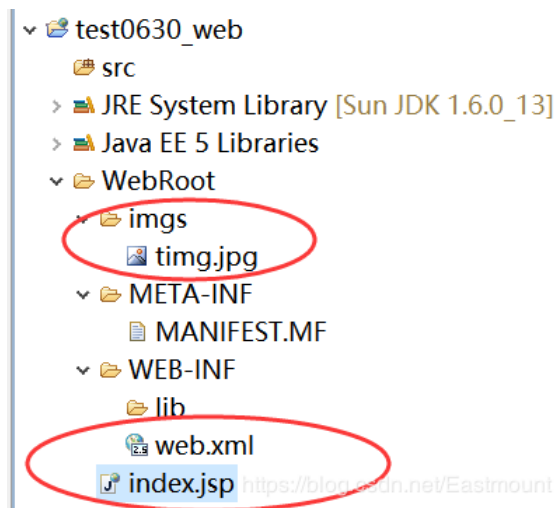 test0630_web
src
JRE System Library [Sun JDK 1.6.0_13]
Java EE 5 Libraries
WebRoot
imgs
timg.jpg
META-INF
MANIFEST.MF
WEB-INF
lib
web.xml
index.jsp https://blog.csdn.net/Eastmount